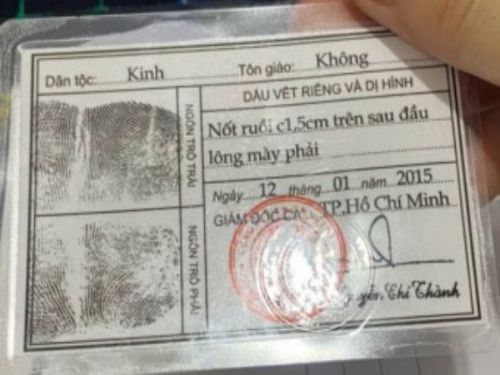 Dân tộc: Kinh Tôn giáo: Không
NGÓN TRỎ TRÁI
DẤU VẾT RIÊNG VÀ DỊ HÌNH
Nốt ruồi c1,5cm trên sau đầu
lông mày phải
Ngày 12 tháng 01 năm 2015
GIÁM ĐỐC CA TP.Hồ Chí Minh
NGÓN TRỎ PHẢI
Chí Thành